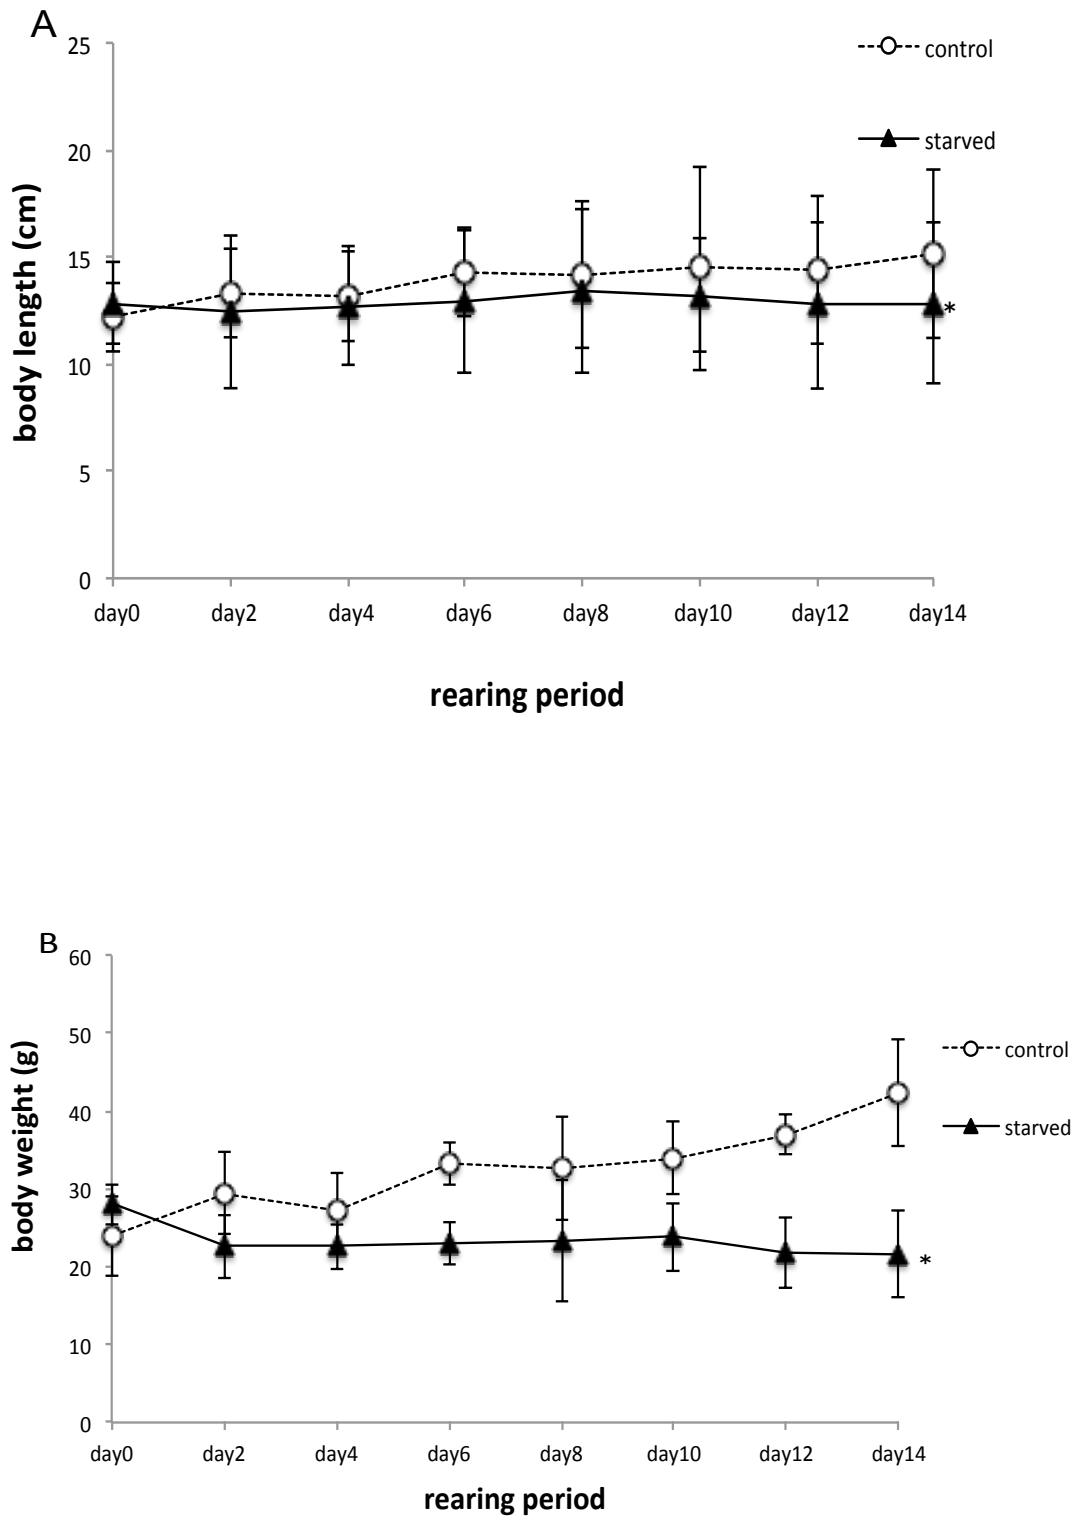 A
25
control
20
starved
15
*
10
5
0
body length (cm)
day0 day2 day4 day6 day8 day10 day12 day14
rearing period
B
60
50
control
40
starved
30
20
*
10
0
body weight (g)
day0 day2 day4 day6 day8 day10 day12 day14
rearing period